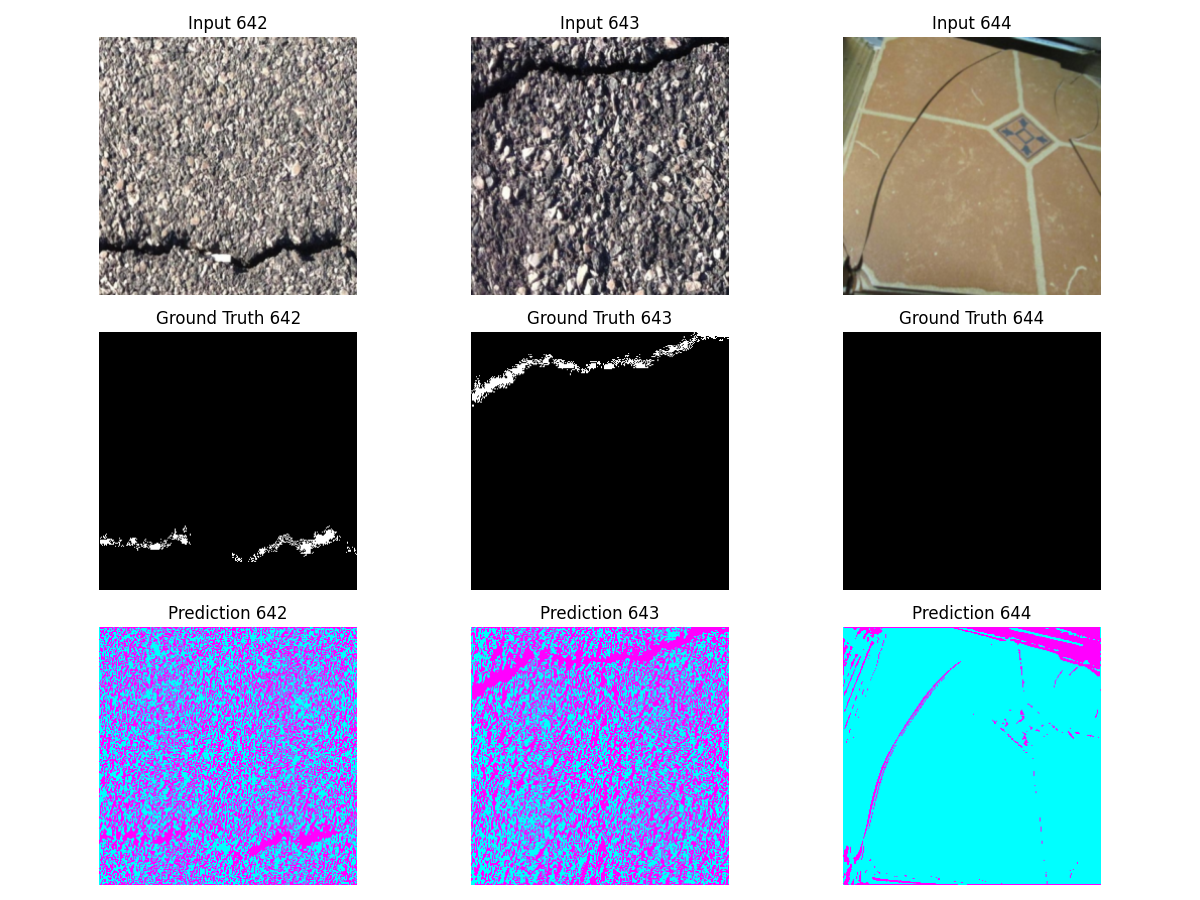 Input 642
Input 643
Input 644
Ground Truth 642
Ground Truth 643
Ground Truth 644
Prediction 642
Prediction 643
Prediction 644